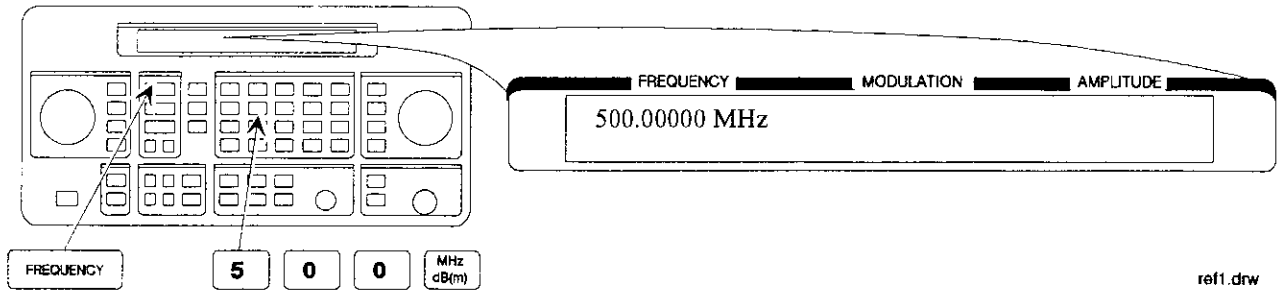 FREQUENCY MODULATION AMPLITUDE
500.00000 MHz
FREQUENCY
5 0 0 MHz
dB(m)
ref1.drw